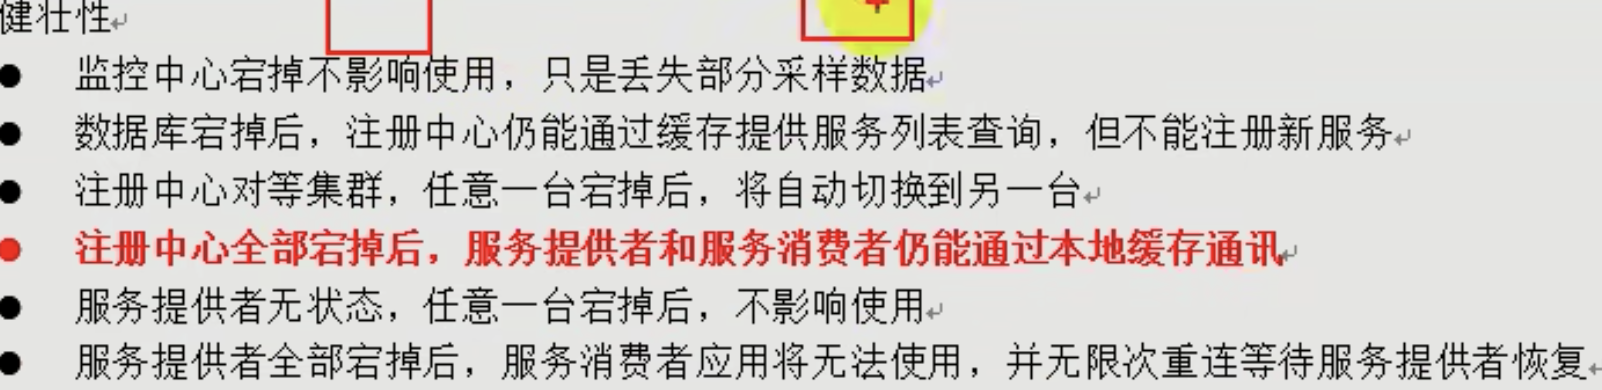 健壮性
监控中心宕掉不影响使用，只是丢失部分采样数据
数据库宕掉后，注册中心仍能通过缓存提供服务列表查询，但不能注册新服务
注册中心对等集群，任意一台宕掉后，将自动切换到另一台
注册中心全部宕掉后，服务提供者和服务消费者仍能通过本地缓存通讯
服务提供者无状态，任意一台宕掉后，不影响使用
服务提供者全部宕掉后，服务消费者应用将无法使用，并无限次重连等待服务提供者恢复